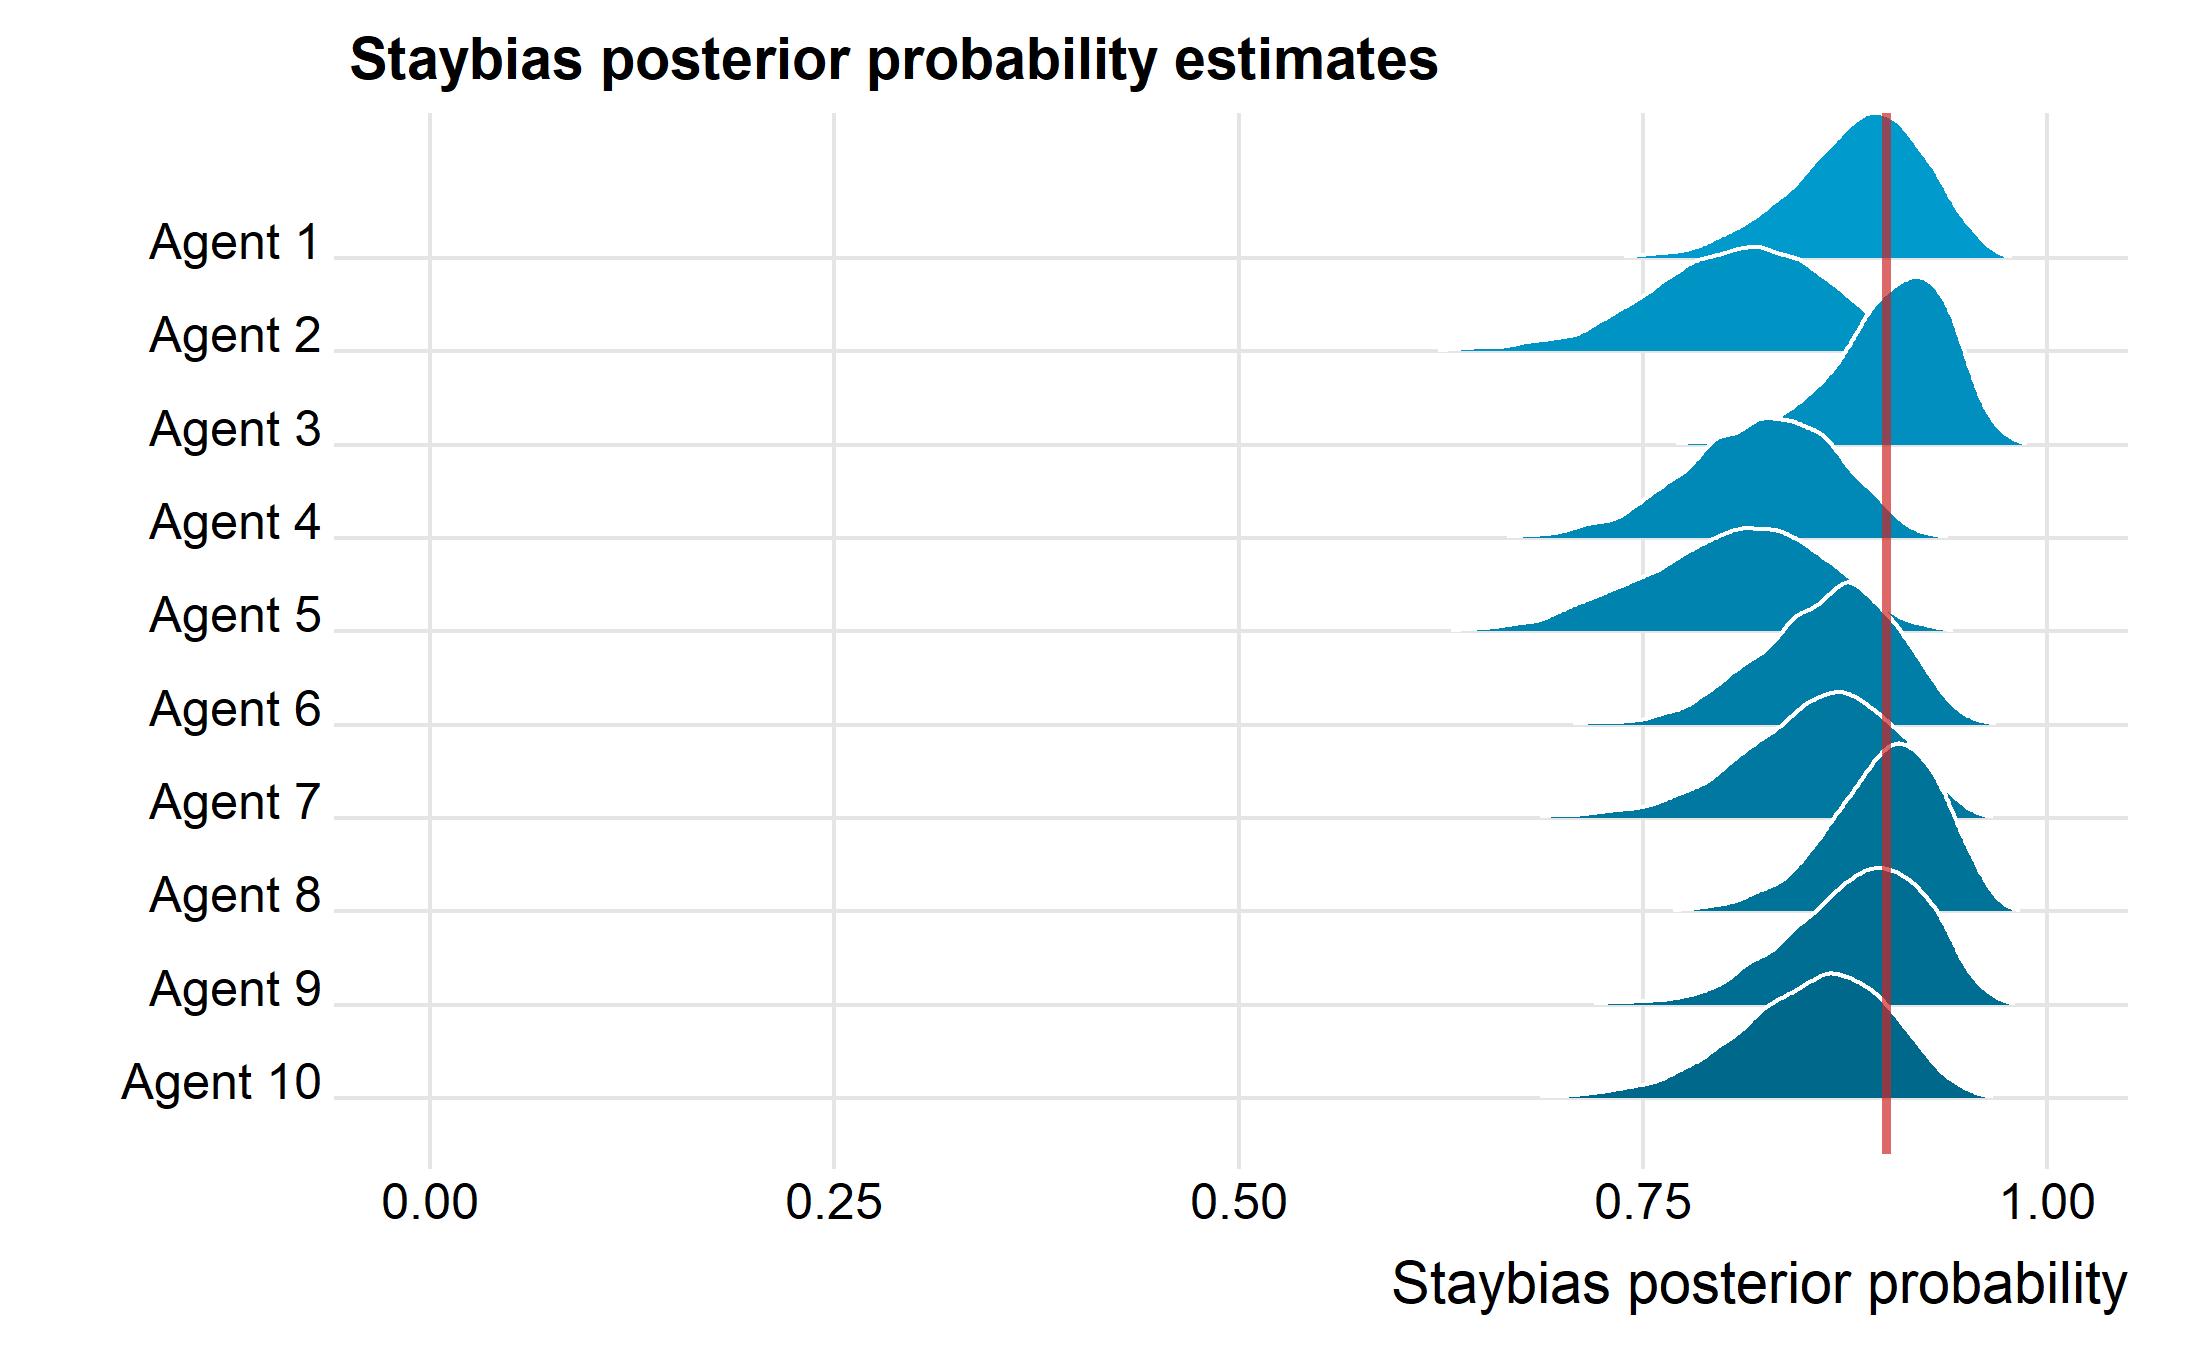 Staybias posterior probability estimates
Agent 1
Agent 2
Agent 3
Agent 4
Agent 5
Agent 6
Agent 7
Agent 8
Agent 9
Agent 10
0.00 0.25 0.50 0.75 1.00
Staybias posterior probability